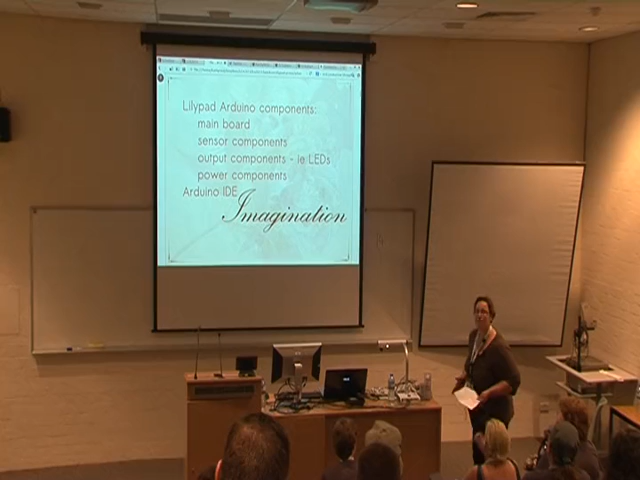 Lilypad Arduino components:
main board
sensor components
output components - ie LEDs
power components
Arduino IDE
Imagination